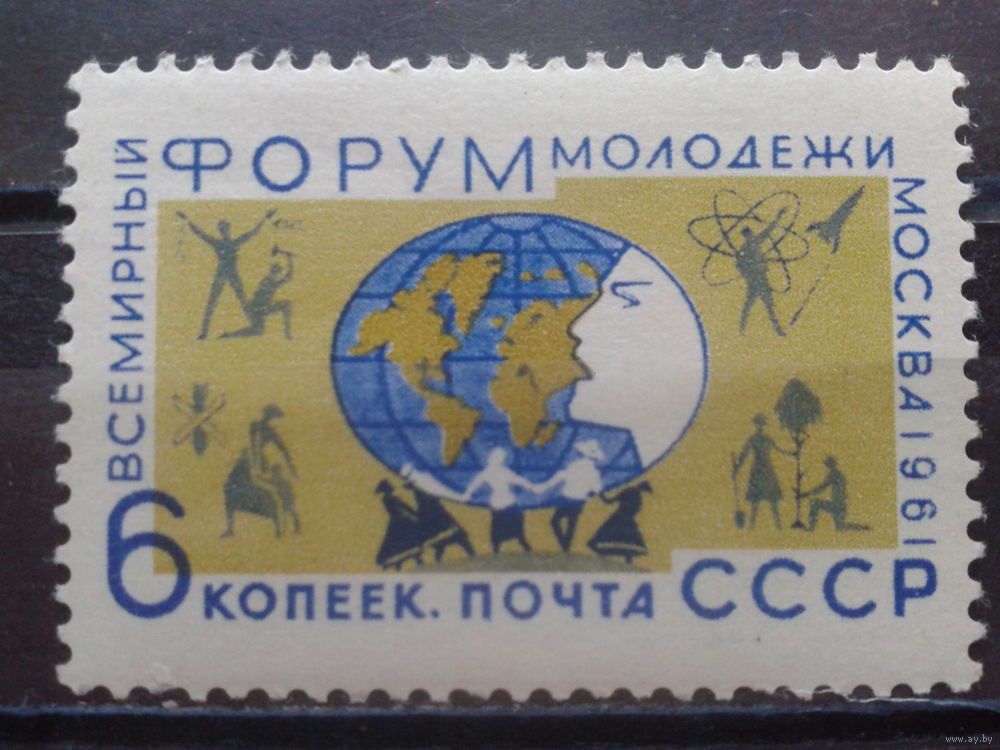 ВСЕМИРНЫЙ
ФОРУМ
МОЛОДЕЖИ
МОСКВА 1961
6 КОПЕЕК. ПОЧТА СССР
www.ay.by